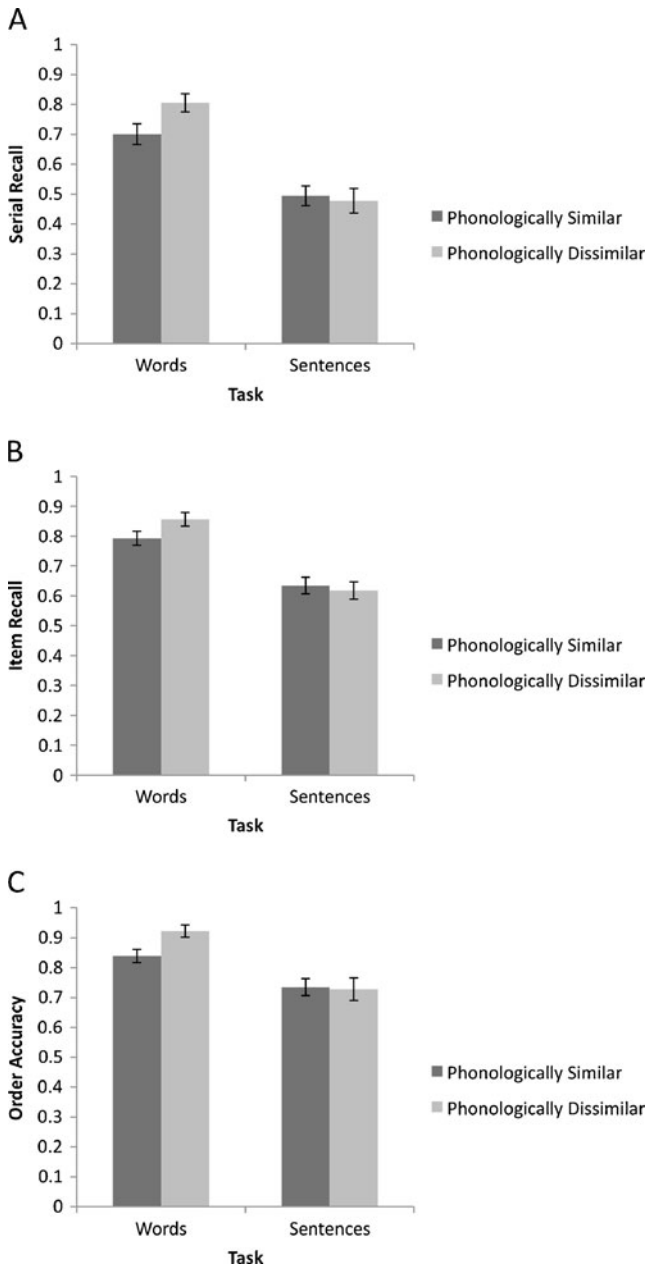 A
1
0.9
0.8
0.7
0.6
0.5
0.4
0.3
0.2
0.1
0
Serial Recall
Words Sentences
Task
Phonologically Similar
Phonologically Dissimilar
B
1
0.9
0.8
0.7
0.6
0.5
0.4
0.3
0.2
0.1
0
Item Recall
Words Sentences
Task
Phonologically Similar
Phonologically Dissimilar
C
1
0.9
0.8
0.7
0.6
0.5
0.4
0.3
0.2
0.1
0
Order Accuracy
Words Sentences
Task
Phonologically Similar
Phonologically Dissimilar